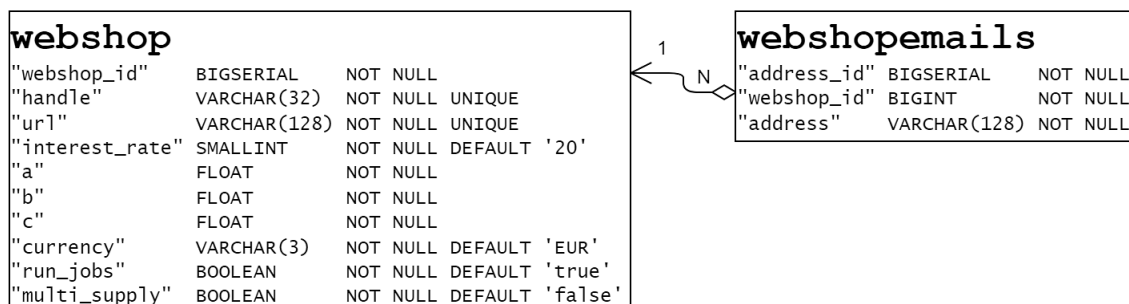 webshop
"webshop_id" BIGSERIAL NOT NULL
"handle" VARCHAR(32) NOT NULL UNIQUE
"url" VARCHAR(128) NOT NULL UNIQUE
"interest_rate" SMALLINT NOT NULL DEFAULT '20'
"a" FLOAT NOT NULL
"b" FLOAT NOT NULL
"c" FLOAT NOT NULL
"currency" VARCHAR(3) NOT NULL DEFAULT 'EUR'
"run_jobs" BOOLEAN NOT NULL DEFAULT 'true'
"multi_supply" BOOLEAN NOT NULL DEFAULT 'false'
1
N
webshopemails
"address_id" BIGSERIAL NOT NULL
"webshop_id" BIGINT NOT NULL
"address" VARCHAR(128) NOT NULL